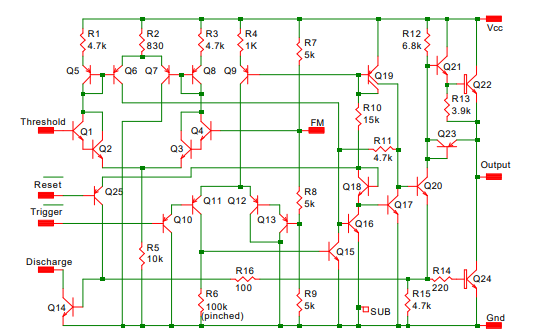 R1
4.7k
R2
830
R3
4.7k
R4
1K
R7
5k
R12
6.8k
Vcc
Q5
Q6
Q7
Q8
Q9
Q19
Q21
Q22
R10
15k
R13
3.9k
Threshold
Q1
Q2
Q3
Q4
FM
R11
4.7k
Q23
Output
Reset
Q25
Q11
Q12
Q13
R8
5k
Q18
Q20
Trigger
Q10
Q16
Q17
R5
10k
Q15
Discharge
R16
100
R14
220
Q24
Q14
R6
100k
(pinched)
R9
5k
R15
4.7k
SUB
Gnd